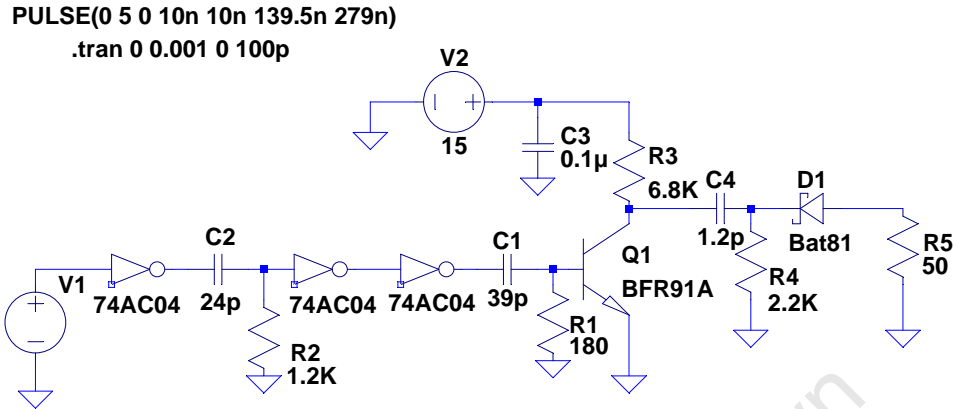 PULSE(0 5 0 10n 10n 139.5n 279n)
.tran 0 0.001 0 100p
V2
15
C3
0.1µ
R3
6.8K
C4
1.2p
D1
Bat81
R5
50
R4
2.2K
Q1
BFR91A
C1
39p
R1
180
C2
24p
V1
74AC04
74AC04
74AC04
R2
1.2K